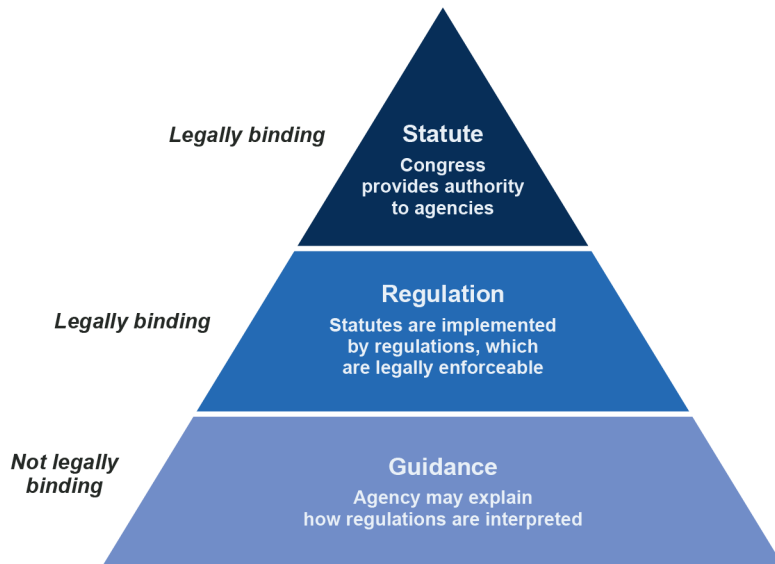 Legally binding
Statute
Congress
provides authority
to agencies
Legally binding
Regulation
Statutes are implemented
by regulations, which
are legally enforceable
Not legally
binding
Guidance
Agency may explain
how regulations are interpreted